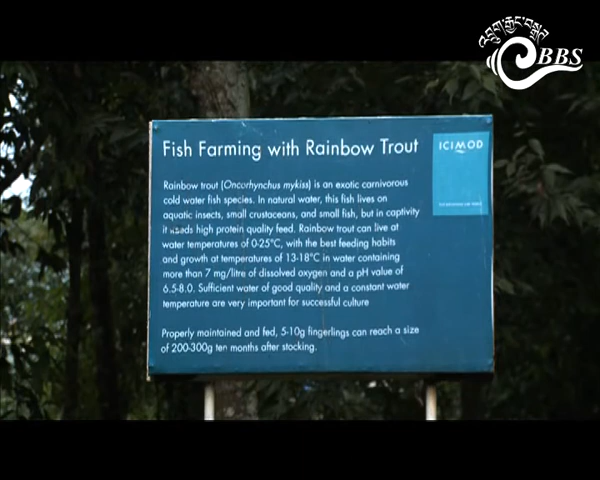 འབྲུག་རྒྱང་བསྒྲགས
BBS
Fish Farming with Rainbow Trout
ICIMOD
Rainbow trout (Oncorhynchus mykiss) is an exotic carnivorous
cold water fish species. In natural water, this fish lives on
aquatic insects, small crustaceans, and small fish, but in captivity
it needs high protein quality feed. Rainbow trout can live at
water temperatures of 0-25°C, with the best feeding habits
and growth at temperatures of 13-18°C in water containing
more than 7 mg/litre of dissolved oxygen and a pH value of
6.5-8.0. Sufficient water of good quality and a constant water
temperature are very important for successful culture
Properly maintained and fed, 5-10g fingerlings can reach a size
of 200-300g ten months after stocking.